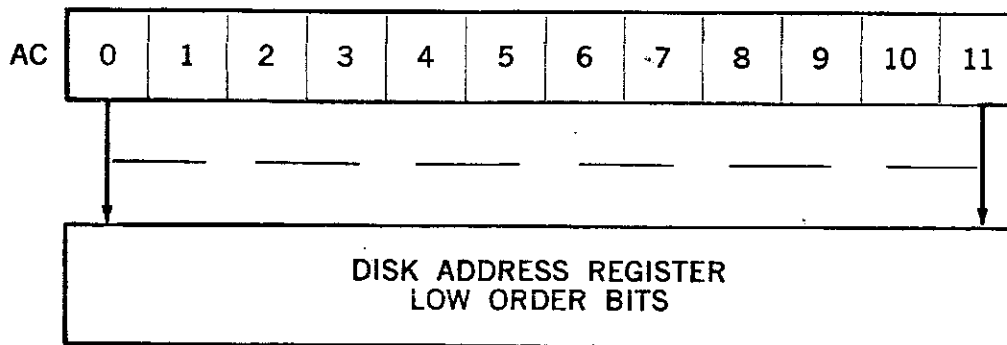 AC 0 1 2 3 4 5 6 7 8 9 10 11
DISK ADDRESS REGISTER
LOW ORDER BITS